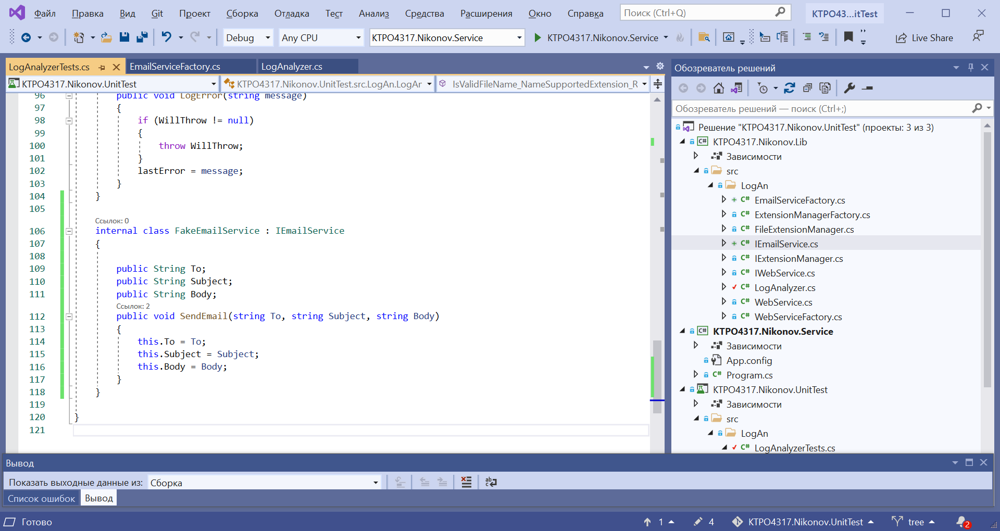 Файл Правка Вид Git Проект Сборка Отладка Тест Анализ Средства Расширения Окно Справка Поиск (Ctrl+Q) KTPO43...itTest
Debug Any CPU KTPO4317.Nikonov.Service KTPO4317.Nikonov.Service Live Share
LogAnalyzerTests.cs EmailServiceFactory.cs LogAnalyzer.cs
KTPO4317.Nikonov.UnitTest KTPO4317.Nikonov.UnitTest.src.LogAn.LogAr IsValidFileName_NameSupportedExtension_R
96 public void LogError(string message)
97 {
98 if (WillThrow != null)
99 {
100 throw WillThrow;
101 }
102 lastError = message;
103 }
104 }
105
Ссылок: 0
106 internal class FakeEmailService : IEmailService
107 {
108
109 public String To;
110 public String Subject;
111 public String Body;
Ссылок: 2
112 public void SendEmail(string To, string Subject, string Body)
113 {
114 this.To = To;
115 this.Subject = Subject;
116 this.Body = Body;
117 }
118 }
119
120 }
121
Обозреватель решений
Обозреватель решений — поиск (Ctrl+;)
Решение "KTPO4317.Nikonov.UnitTest" (проекты: 3 из 3)
C# KTPO4317.Nikonov.Lib
Зависимости
src
LogAn
C# EmailServiceFactory.cs
C# ExtensionManagerFactory.cs
C# FileExtensionManager.cs
C# IEmailService.cs
C# IExtensionManager.cs
C# IWebService.cs
C# LogAnalyzer.cs
C# WebService.cs
C# WebServiceFactory.cs
C# KTPO4317.Nikonov.Service
Зависимости
App.config
C# Program.cs
KTPO4317.Nikonov.UnitTest
Зависимости
src
LogAn
C# LogAnalyzerTests.cs
Вывод
Показать выходные данные из: Сборка
Список ошибок Вывод
Готово 1 4 KTPO4317.Nikonov.UnitTest tree 2